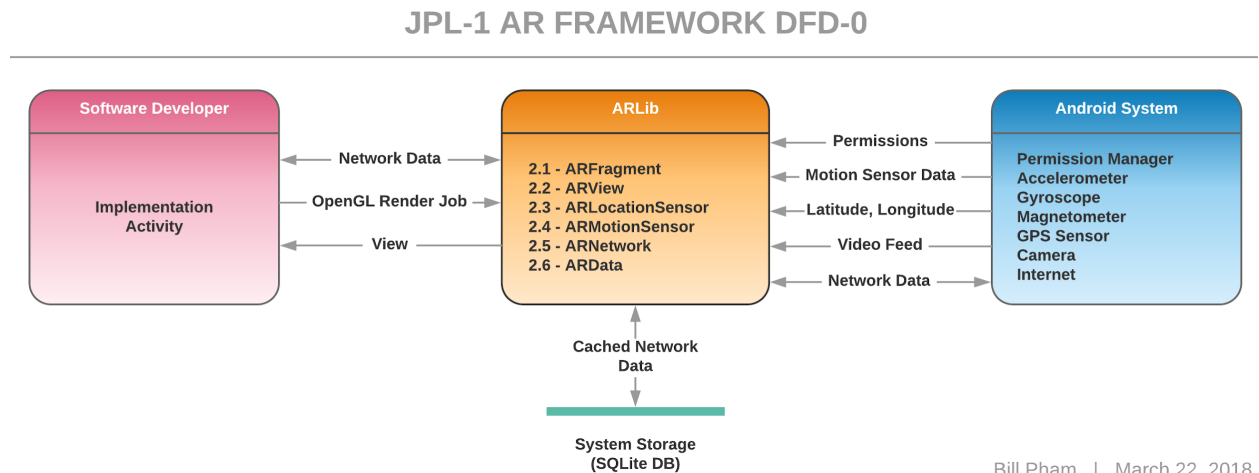 JPL-1 AR FRAMEWORK DFD-0
Software Developer
Implementation
Activity
Network Data
OpenGL Render Job
View
ARLib
2.1 - ARFragment
2.2 - ARView
2.3 - ARLocationSensor
2.4 - ARMotionSensor
2.5 - ARNetwork
2.6 - ARData
Permissions
Motion Sensor Data
Latitude, Longitude
Video Feed
Network Data
Android System
Permission Manager
Accelerometer
Gyroscope
Magnetometer
GPS Sensor
Camera
Internet
Cached Network
Data
System Storage
(SQLite DB)
Bill Pham | March 22, 2018